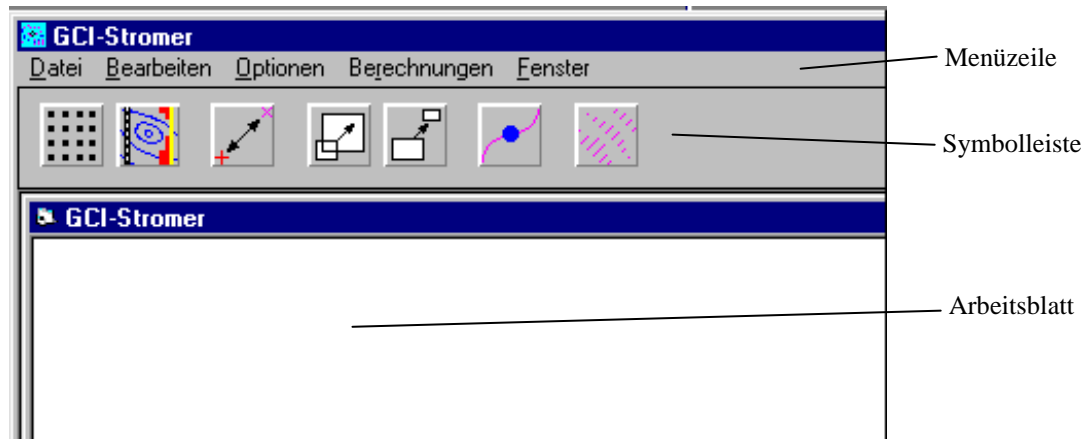 GCI-Stromer
Datei Bearbeiten Optionen Berechnungen Fenster
Menüzeile
Symbolleiste
GCI-Stromer
Arbeitsblatt